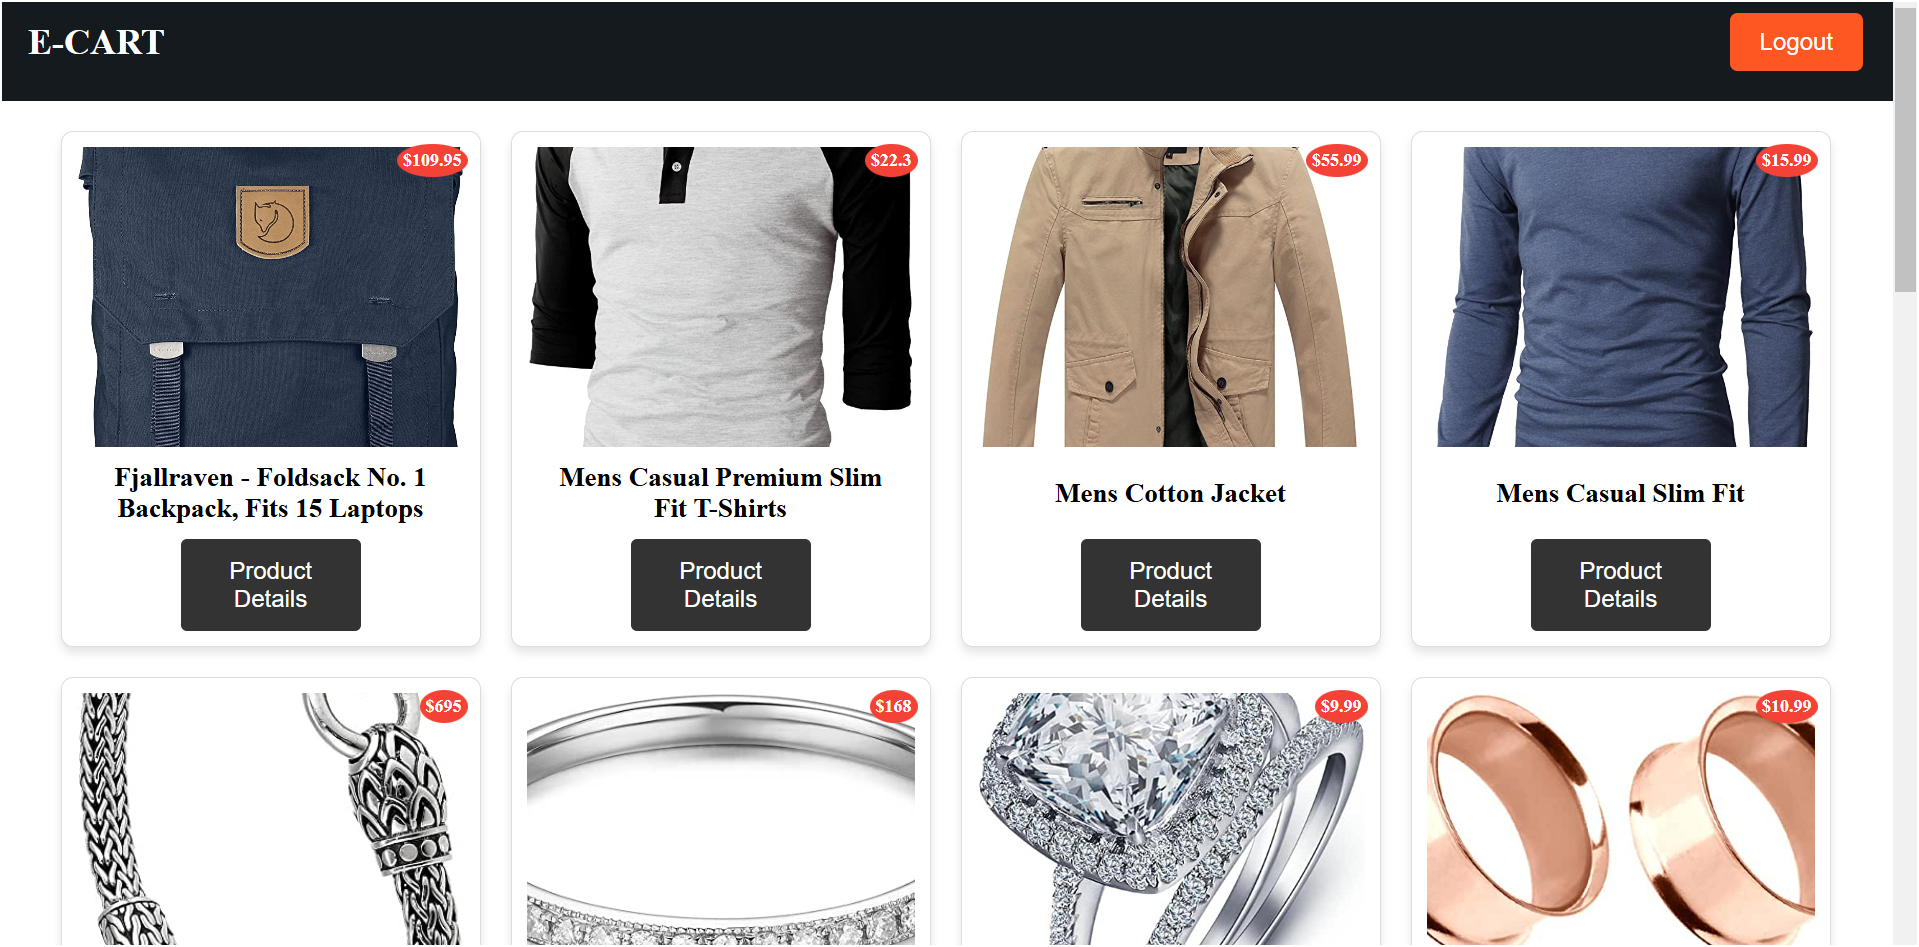 E-CART
Logout
$109.95
$22.3
$55.99
$15.99
Fjallraven - Foldsack No. 1
Backpack, Fits 15 Laptops
Mens Casual Premium Slim
Fit T-Shirts
Mens Cotton Jacket
Mens Casual Slim Fit
Product
Details
Product
Details
Product
Details
Product
Details
$695
$168
$9.99
$10.99